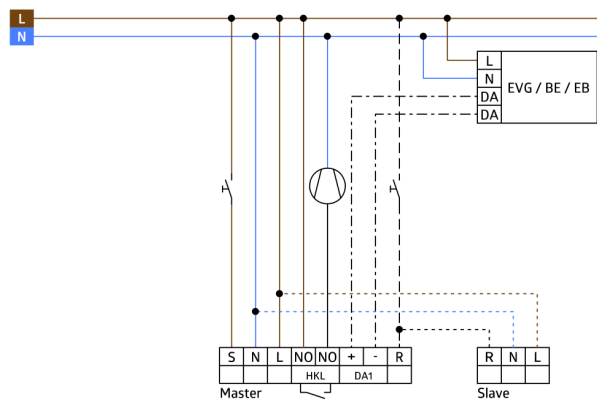 L
N
L
N
DA
DA
EVG / BE / EB
S N L NO NO + - R
HKL DA1
Master
R N L
Slave